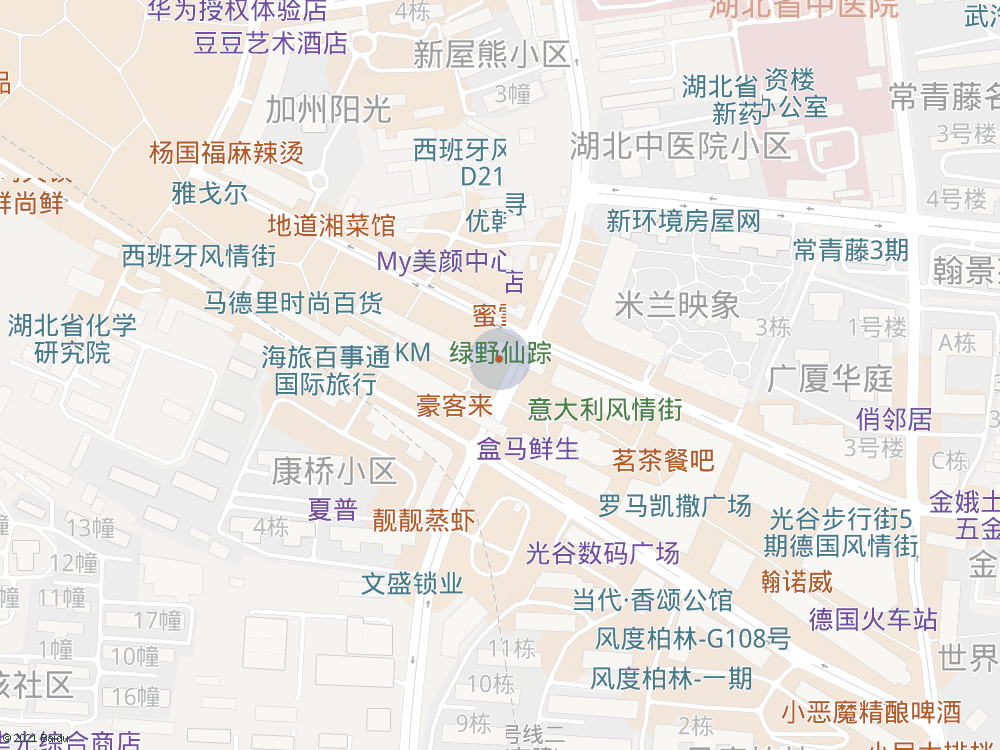 华为授权体验店
4栋
湖北省中医院
豆豆艺术酒店
新屋熊小区
3幢
湖北省
新药
资楼
办公室
加州阳光
3号楼
杨国福麻辣烫
西班牙风
D21
湖北中医院小区
雅戈尔
4号楼
鲜尚鲜
寻
地道湘菜馆
优韩
新环境房屋网
常青藤3期
西班牙风情街
My美颜中心
店
马德里时尚百货
米兰映象
湖北省化学
研究院
3栋
1号楼
A栋
海旅百事通
国际旅行
KM
绿野仙踪
广厦华庭
豪客来
意大利风情街
俏邻居
盒马鲜生
3号楼
茗茶餐吧
C栋
康桥小区
夏普
靓靓蒸虾
罗马凯撒广场
光谷步行街5
期德国风情街
13幢
4栋
光谷数码广场
12幢
文盛锁业
翰诺威
11幢
当代·香颂公馆
17幢
德国火车站
1幢
10幢
11栋
风度柏林-G108号
10栋
风度柏林-一期
16幢
9栋
2栋
小恶魔精酿啤酒
号线二
综合商店
© 2021 Baidu